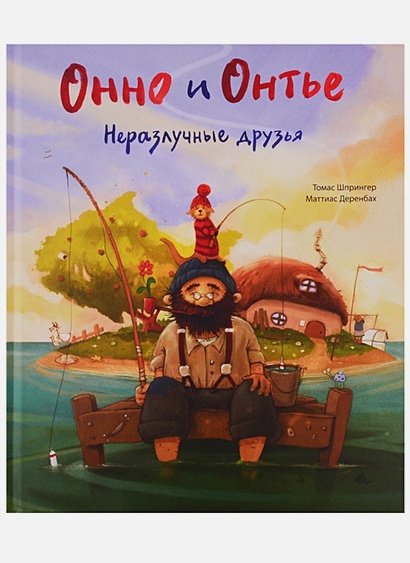 Онно и Онтье
Неразлучные друзья
Томас Шпрингер
Маттиас Деренбах